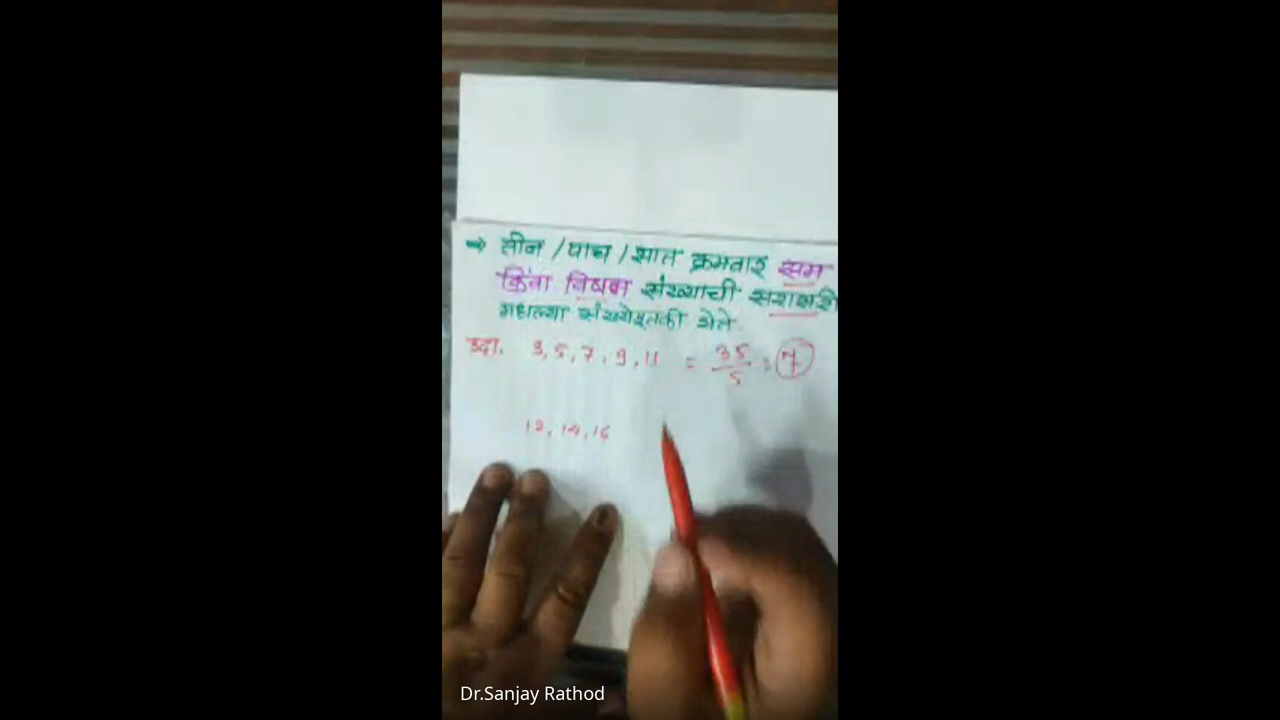 → तीन / पाच / सात क्रमवार सम
किंवा विषम संख्याची सरासरी
मधल्या संख्येइतकी येते
उदा. 3, 5, 7, 9, 11 = 35/5 = 7
12, 14, 16
Dr.Sanjay Rathod